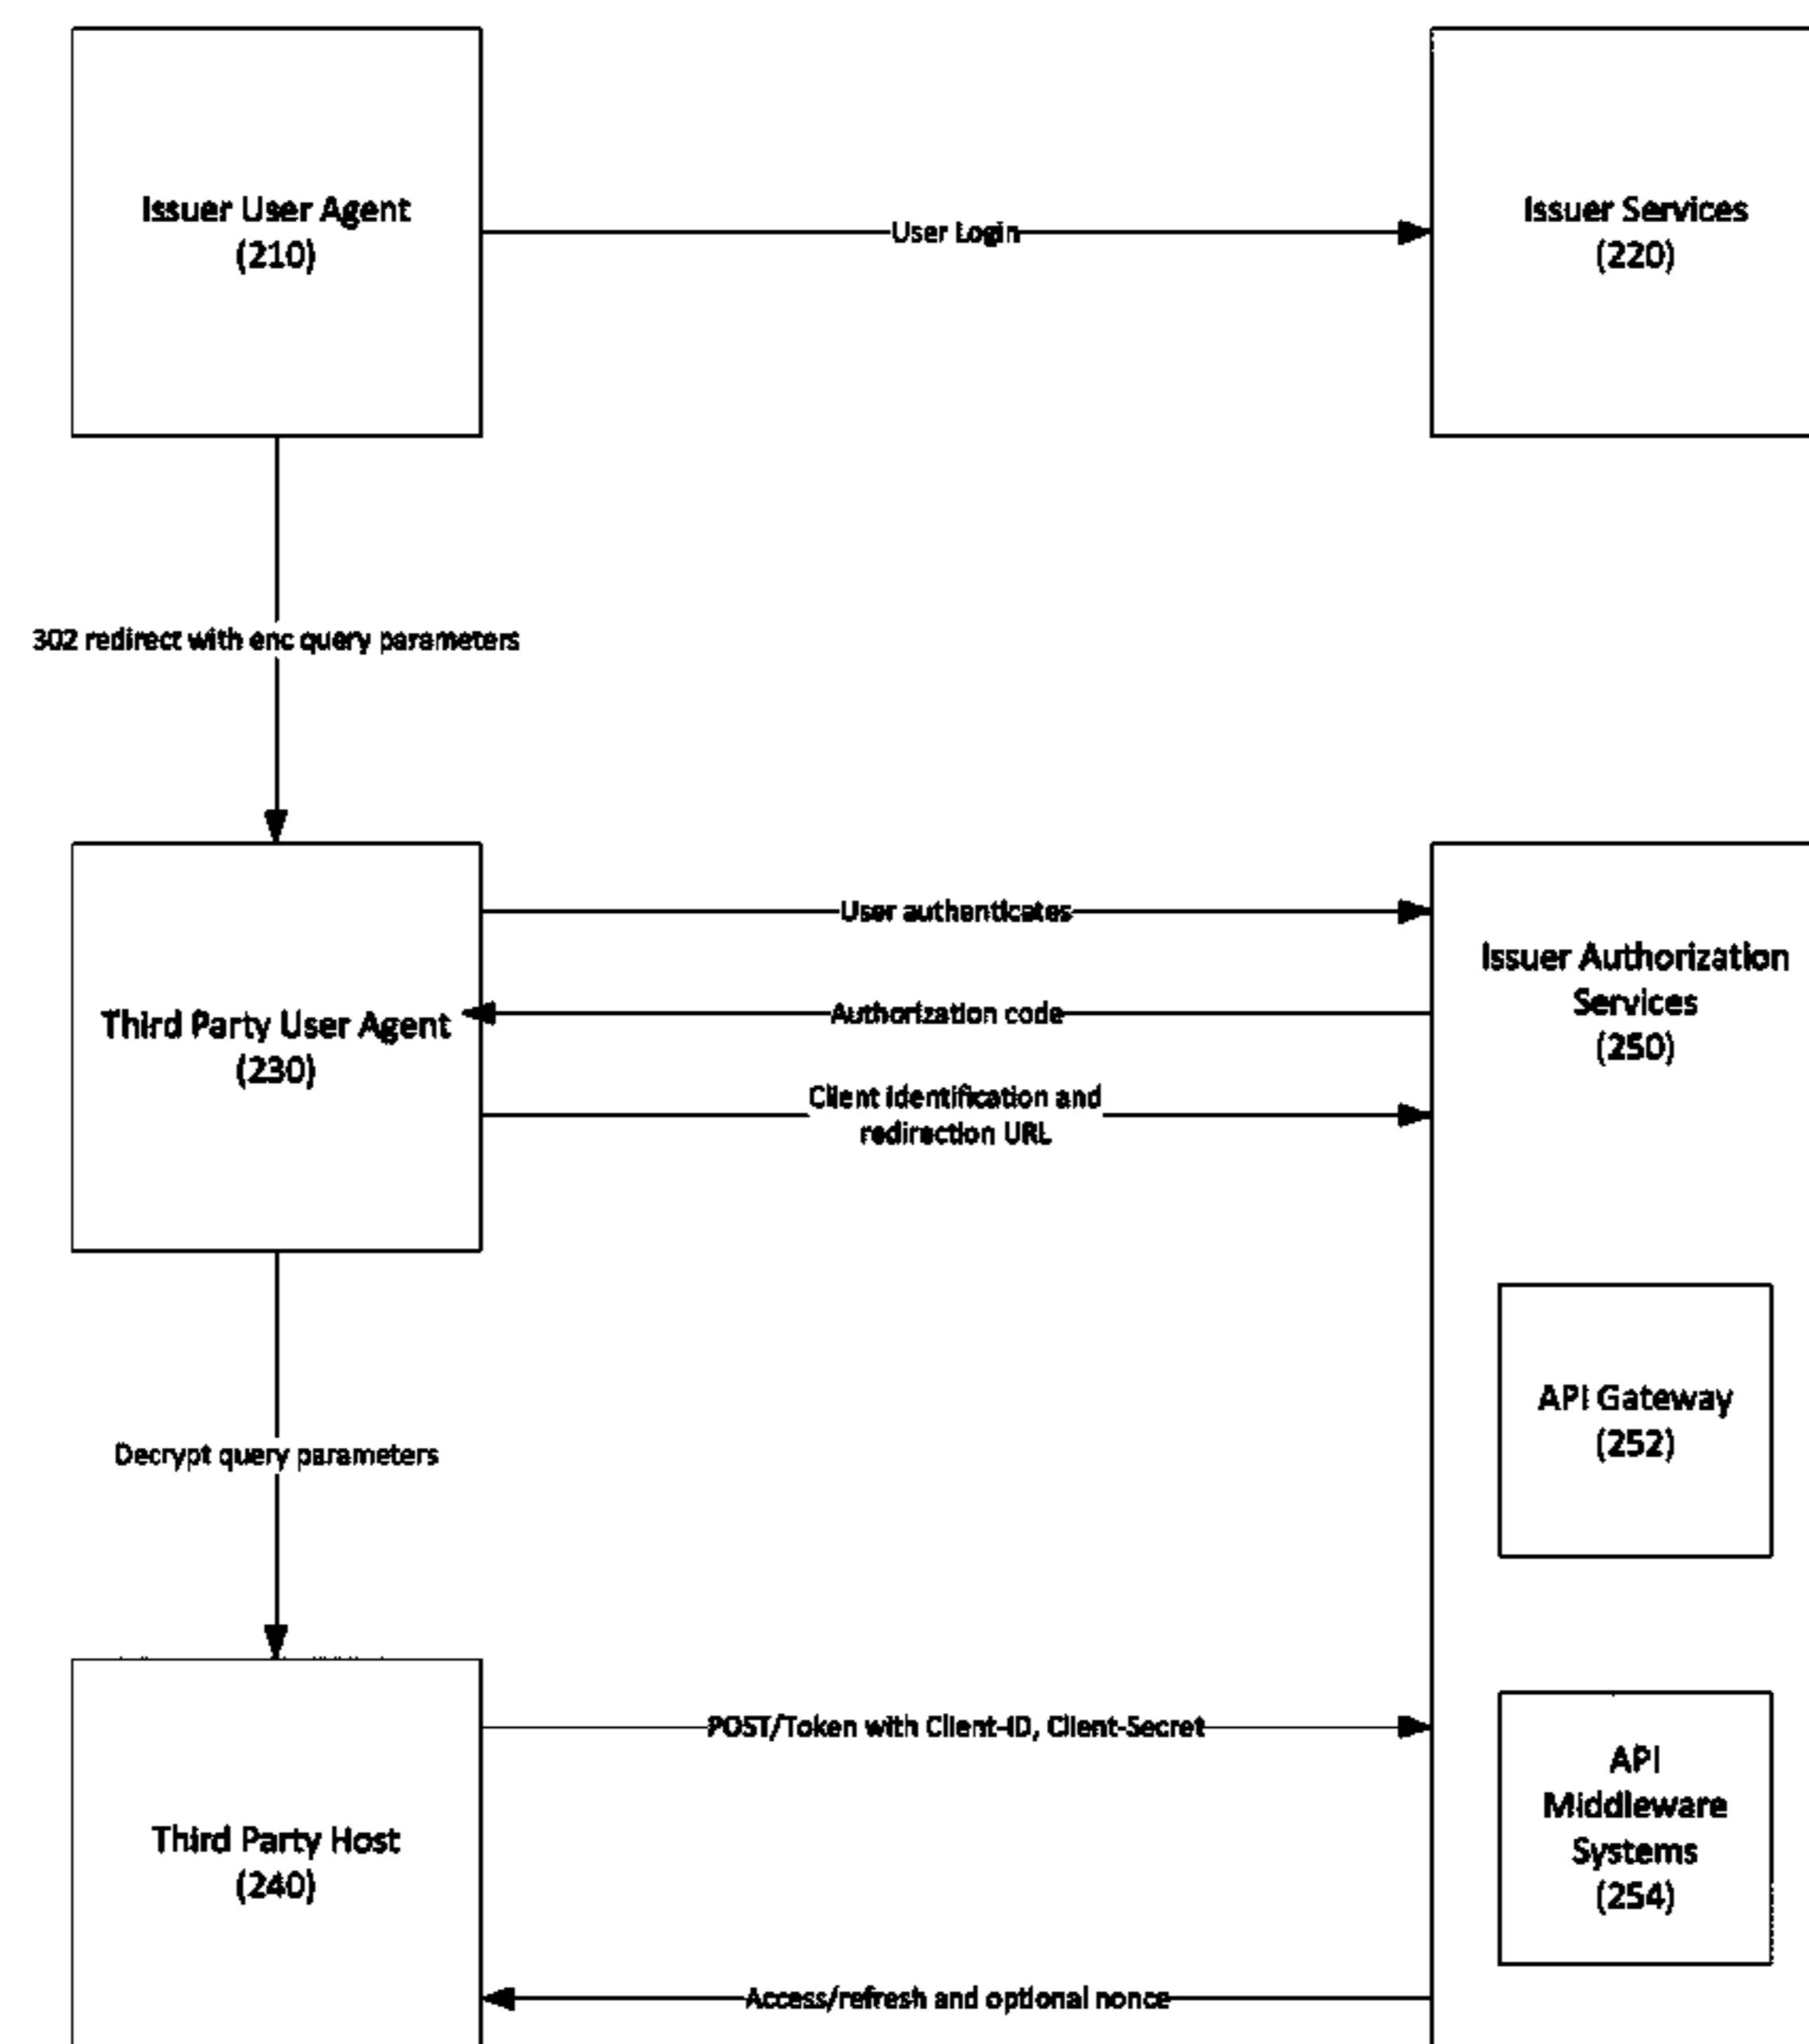 Issuer User Agent
(210)
User Login
Issuer Services
(220)
302 redirect with enc query parameters
Third Party User Agent
(230)
User authenticates
Authorization code
Client identification and
redirection URL
Issuer Authorization
Services
(250)
API Gateway
(252)
Decrypt query parameters
Third Party Host
(240)
POST/Token with Client-ID, Client-Secret
API
Middleware
Systems
(254)
Access/refresh and optional nonce